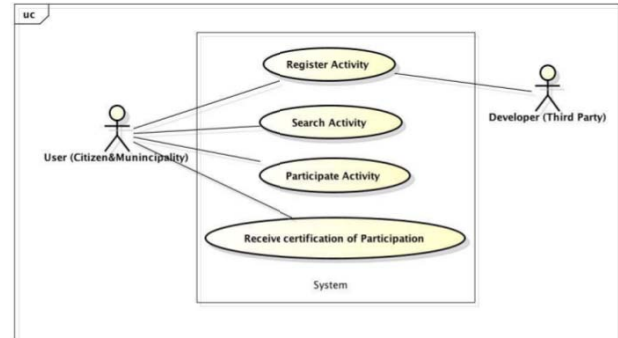 uc
Register Activity
Developer (Third Party)
Search Activity
User (Citizen&Munincipality)
Participate Activity
Receive certification of Participation
System